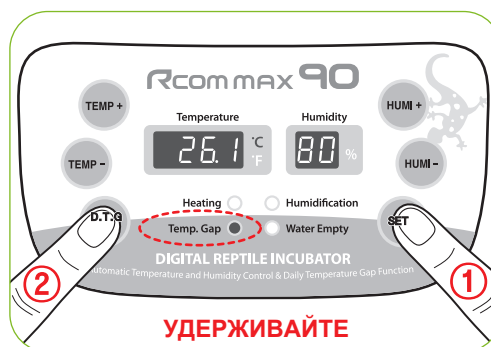 Rcom max 90
TEMP + HUMI +
Temperature Humidity
26.1 °C °F 80 %
TEMP – HUMI –
D.T.G Heating Humidification SET
Temp. Gap Water Empty
DIGITAL REPTILE INCUBATOR
utomatic Temperature and Humidity Control & Daily Temperature Gap Function
② ①
УДЕРЖИВАЙТЕ